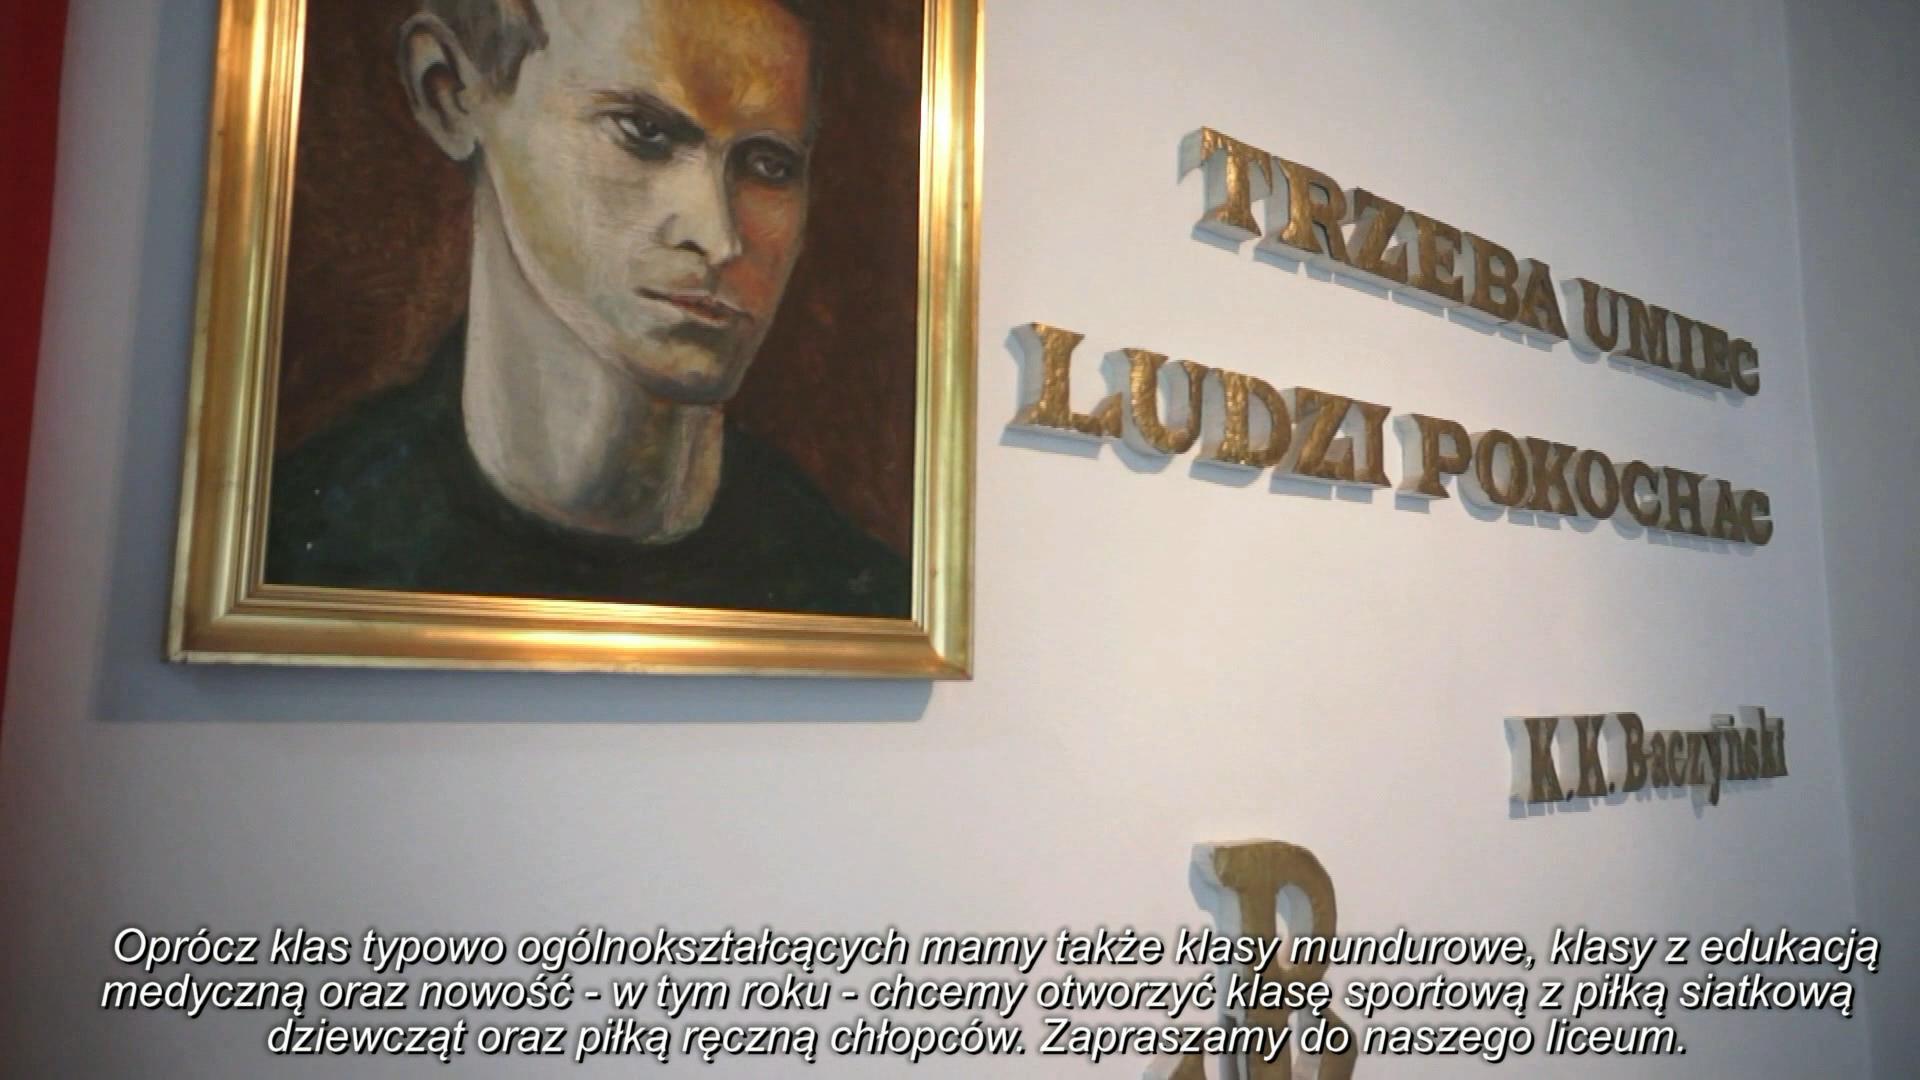 TRZEBA UMIEC
LUDZI POKOCHAC
K.K. Baczyński
Oprócz klas typowo ogólnokształcących mamy także klasy mundurowe, klasy z edukacją
medyczną oraz nowość - w tym roku - chcemy otworzyć klasę sportową z piłką siatkową
dziewcząt oraz piłką ręczną chłopców. Zapraszamy do naszego liceum.